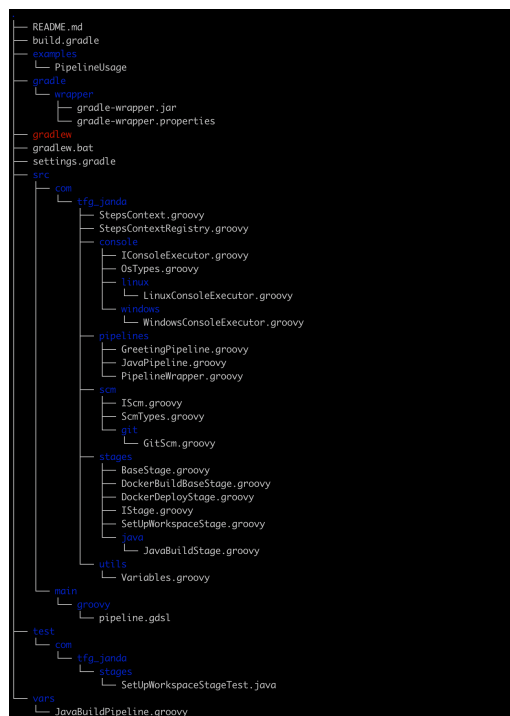 README.md
build.gradle
examples
PipelineUsage
gradle
wrapper
gradle-wrapper.jar
gradle-wrapper.properties
gradlew
gradlew.bat
settings.gradle
src
com
tfg_janda
StepsContext.groovy
StepsContextRegistry.groovy
console
IConsoleExecutor.groovy
OsTypes.groovy
linux
LinuxConsoleExecutor.groovy
windows
WindowsConsoleExecutor.groovy
pipelines
GreetingPipeline.groovy
JavaPipeline.groovy
PipelineWrapper.groovy
scm
IScm.groovy
ScmTypes.groovy
git
GitScm.groovy
stages
BaseStage.groovy
DockerBuildBaseStage.groovy
DockerDeployStage.groovy
IStage.groovy
SetUpWorkspaceStage.groovy
java
JavaBuildStage.groovy
utils
Variables.groovy
main
groovy
pipeline.gdsl
test
com
tfg_janda
stages
SetUpWorkspaceStageTest.java
vars
JavaBuildPipeline.groovy